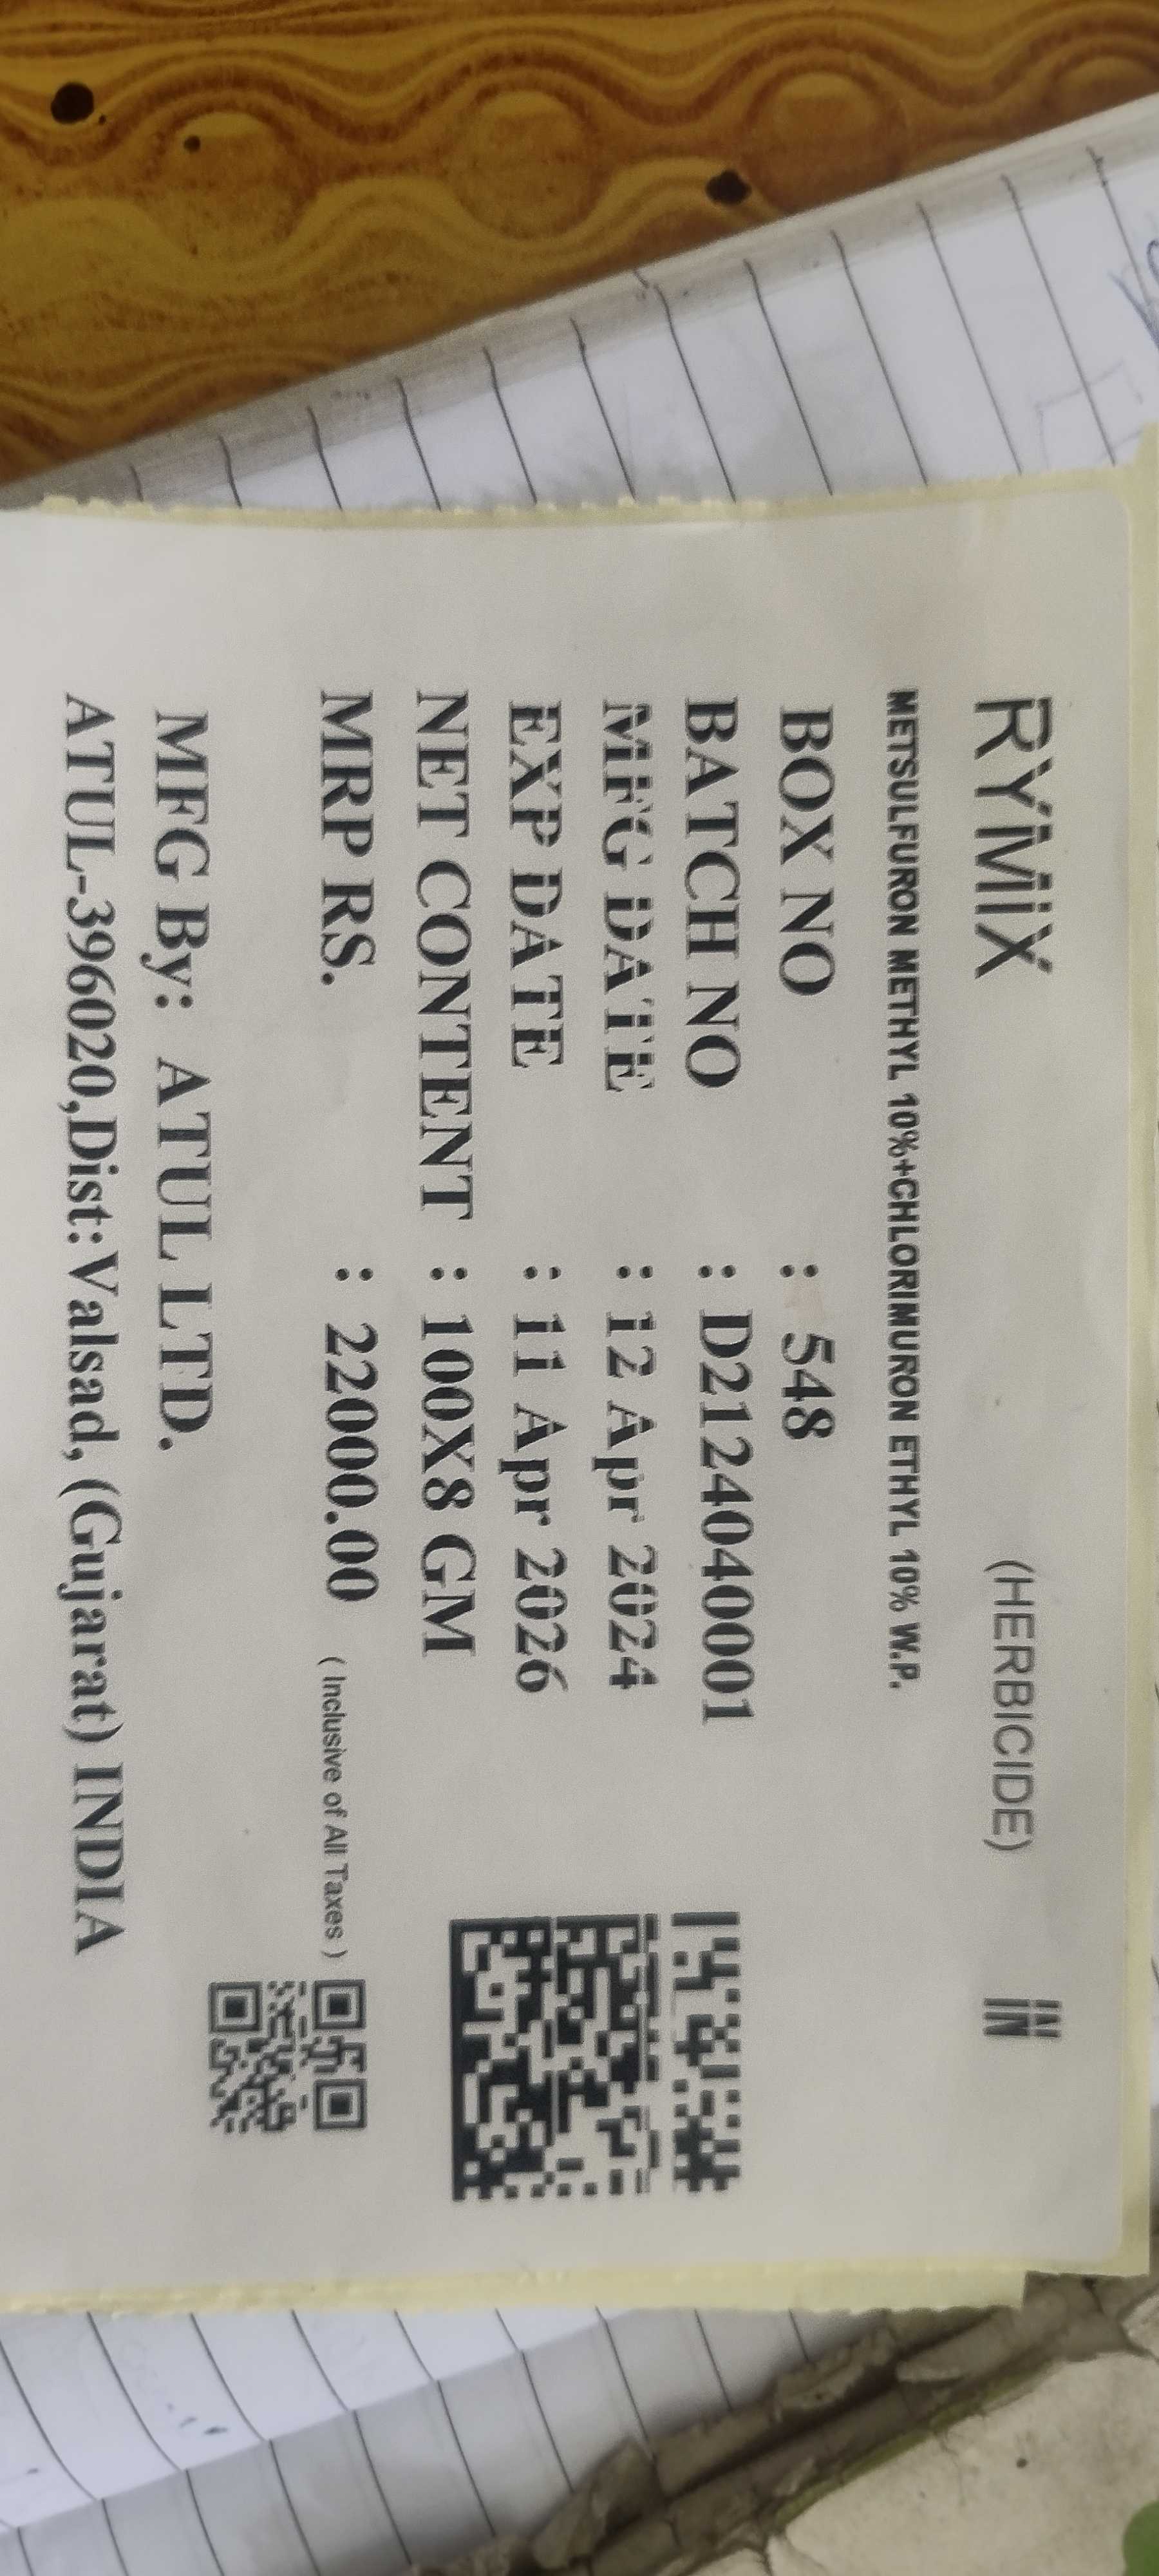 RYMIX (HERBICIDE) IN
METSULFURON METHYL 10%+CHLORIMURON ETHYL 10% W.P.
BOX NO : 548
BATCH NO : D2124040001
MFG DATE : 12 Apr 2024
EXP DATE : 11 Apr 2026
NET CONTENT : 100X8 GM
MRP RS. : 22000.00 ( Inclusive of All Taxes )
MFG By: ATUL LTD.
ATUL-396020,Dist:Valsad, (Gujarat) INDIA